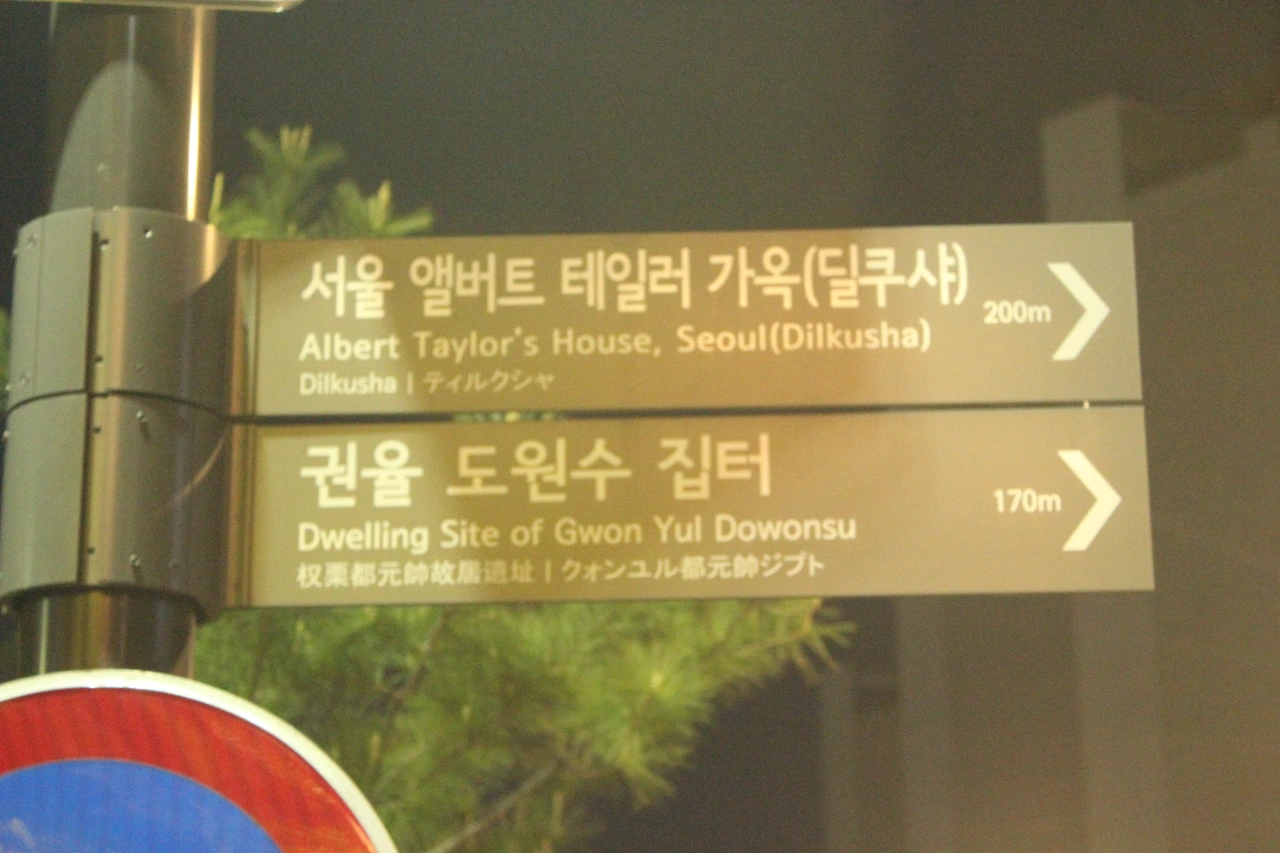 서울 앨버트 테일러 가옥(딜쿠샤)
200m
Albert Taylor's House, Seoul(Dilkusha)
Dilkusha | ティルクシャ
권율 도원수 집터
170m
Dwelling Site of Gwon Yul Dowonsu
权栗都元帥故居遗址 | クォンユル都元帥ジプト